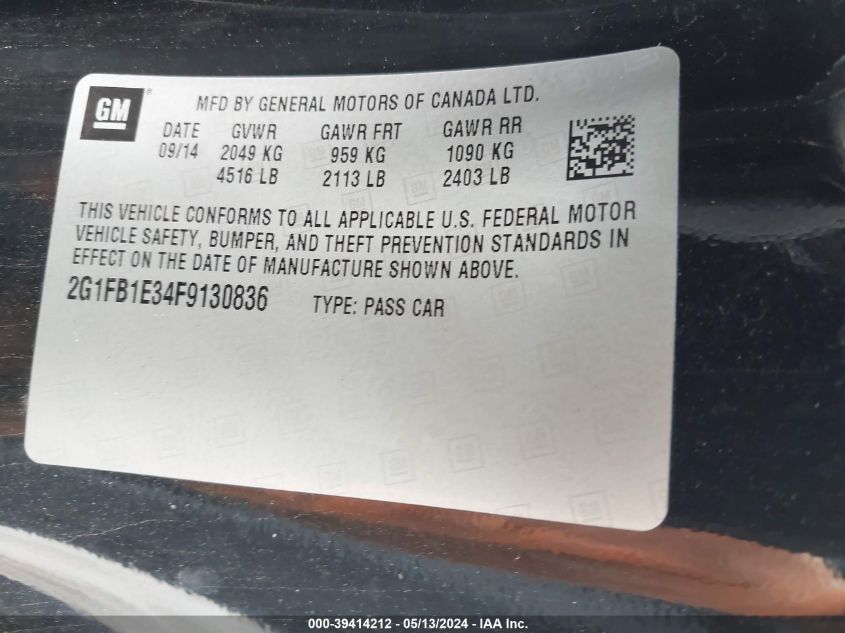 GM
MFD BY GENERAL MOTORS OF CANADA LTD.
DATE GVWR GAWR FRT GAWR RR
09/14 2049 KG 959 KG 1090 KG
4516 LB 2113 LB 2403 LB
THIS VEHICLE CONFORMS TO ALL APPLICABLE U.S. FEDERAL MOTOR
VEHICLE SAFETY, BUMPER, AND THEFT PREVENTION STANDARDS IN
EFFECT ON THE DATE OF MANUFACTURE SHOWN ABOVE.
2G1FB1E34F9130836 TYPE: PASS CAR
000-39414212 - 05/13/2024 - IAA Inc.